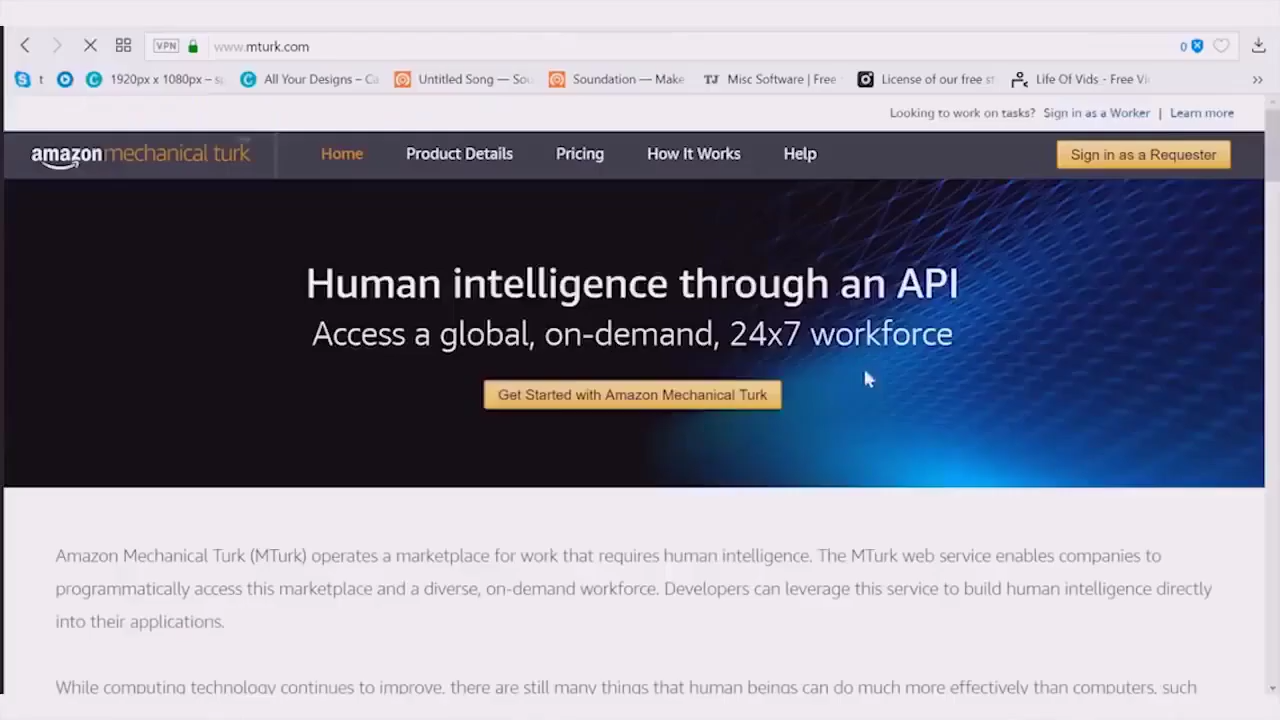 VPN www.mturk.com 0
t 1920px x 1080px – s All Your Designs – Ca Untitled Song — Sou Soundation — Make TJ Misc Software | Free License of our free st Life Of Vids - Free Vi »
Looking to work on tasks? Sign in as a Worker | Learn more
amazon mechanical turk Home Product Details Pricing How It Works Help Sign in as a Requester
Human intelligence through an API
Access a global, on-demand, 24x7 workforce
Get Started with Amazon Mechanical Turk
Amazon Mechanical Turk (MTurk) operates a marketplace for work that requires human intelligence. The MTurk web service enables companies to
programmatically access this marketplace and a diverse, on-demand workforce. Developers can leverage this service to build human intelligence directly
into their applications.
While computing technology continues to improve, there are still many things that human beings can do much more effectively than computers, such